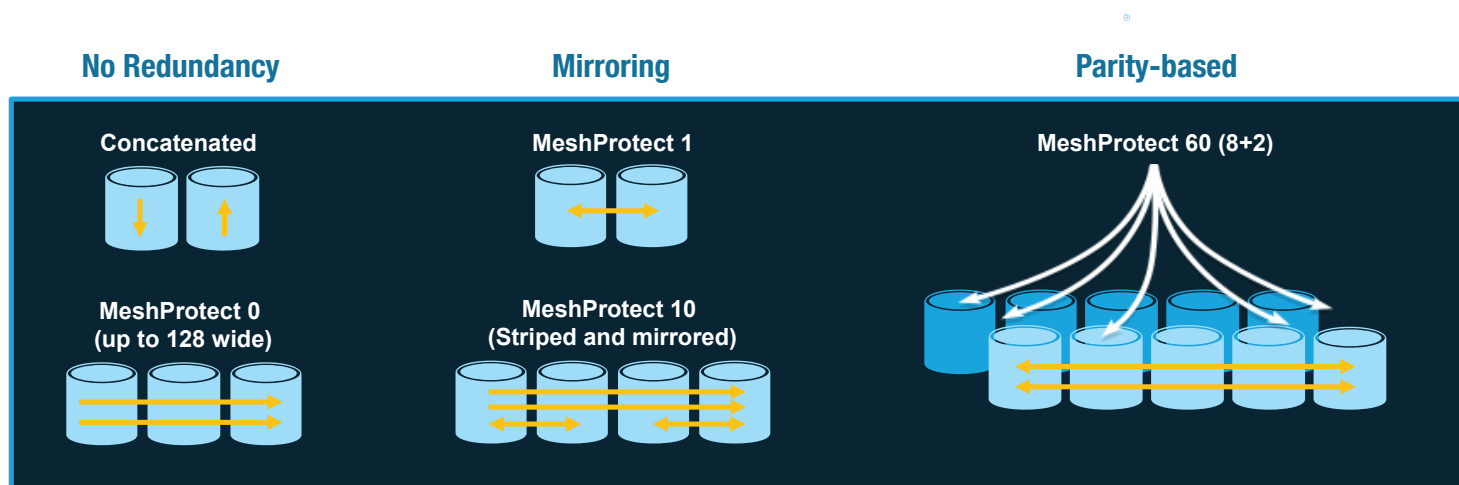 ®
No Redundancy
Mirroring
Parity-based
Concatenated
MeshProtect 1
MeshProtect 60 (8+2)
MeshProtect 0
(up to 128 wide)
MeshProtect 10
(Striped and mirrored)